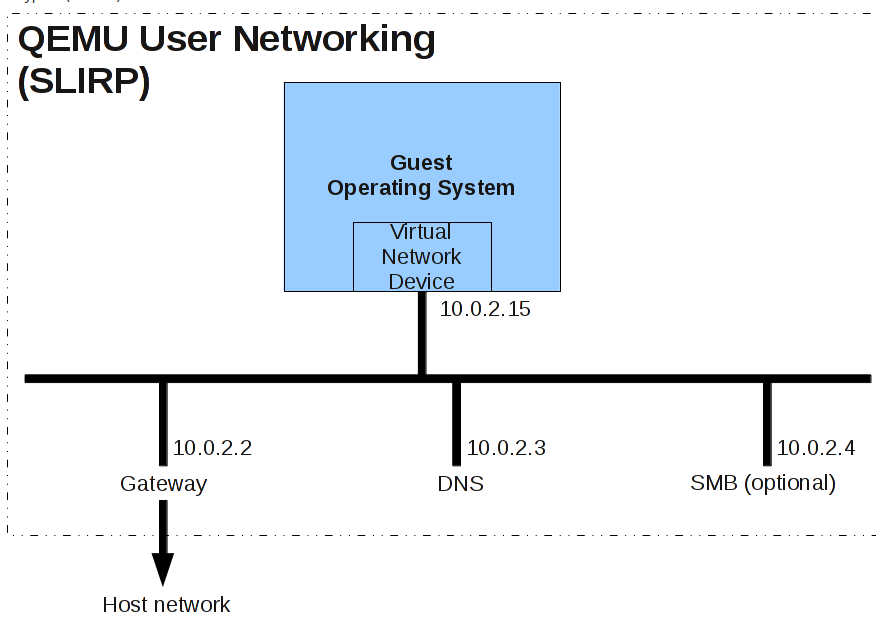 QEMU User Networking
(SLIRP)
Guest
Operating System
Virtual
Network
Device
10.0.2.15
10.0.2.2
10.0.2.3
10.0.2.4
Gateway
DNS
SMB (optional)
Host network